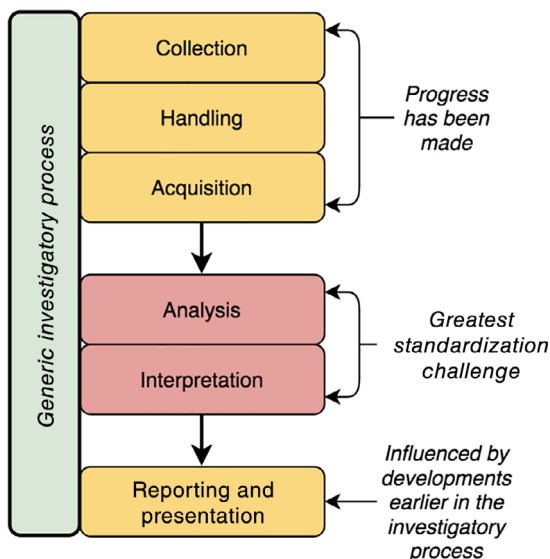 Generic investigatory process
Collection
Handling
Acquisition
Progress
has been
made
Analysis
Interpretation
Greatest
standardization
challenge
Reporting and
presentation
Influenced by
developments
earlier in the
investigatory
process